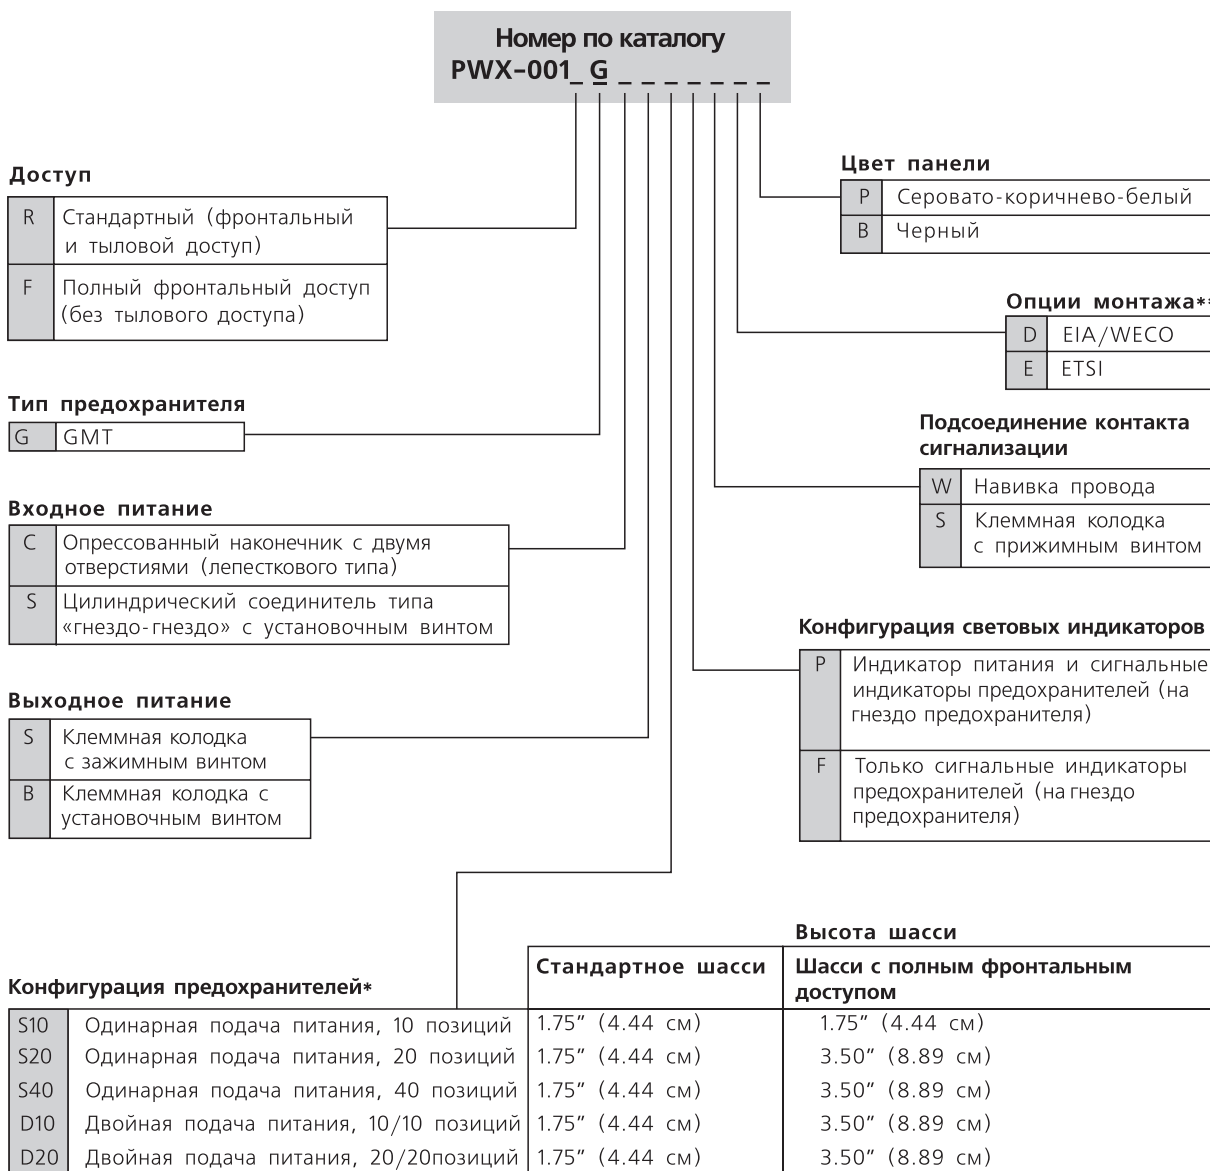 Номер по каталогу
PWX-001_ G _ _ _ _ _ _ _
Доступ
R Стандартный (фронтальный
и тыловой доступ)
F Полный фронтальный доступ
(без тылового доступа)
Тип предохранителя
G GMT
Входное питание
C Опрессованный наконечник с двумя
отверстиями (лепесткового типа)
S Цилиндрический соединитель типа
«гнездо-гнездо» с установочным винтом
Выходное питание
S Клеммная колодка
с зажимным винтом
B Клеммная колодка с
установочным винтом
Цвет панели
P Серовато-коричнево-белый
B Черный
Опции монтажа**
D EIA/WECO
E ETSI
Подсоединение контакта
сигнализации
W Навивка провода
S Клеммная колодка
с прижимным винтом
Конфигурация световых индикаторов
P Индикатор питания и сигнальные
индикаторы предохранителей (на
гнездо предохранителя)
F Только сигнальные индикаторы
предохранителей (на гнездо
предохранителя)
Высота шасси
Стандартное шасси
Шасси с полным фронтальным
доступом
Конфигурация предохранителей*
S10 Одинарная подача питания, 10 позиций 1.75" (4.44 см) 1.75" (4.44 см)
S20 Одинарная подача питания, 20 позиций 1.75" (4.44 см) 3.50" (8.89 см)
S40 Одинарная подача питания, 40 позиций 1.75" (4.44 см) 3.50" (8.89 см)
D10 Двойная подача питания, 10/10 позиций 1.75" (4.44 см) 3.50" (8.89 см)
D20 Двойная подача питания, 20/20позиций 1.75" (4.44 см) 3.50" (8.89 см)